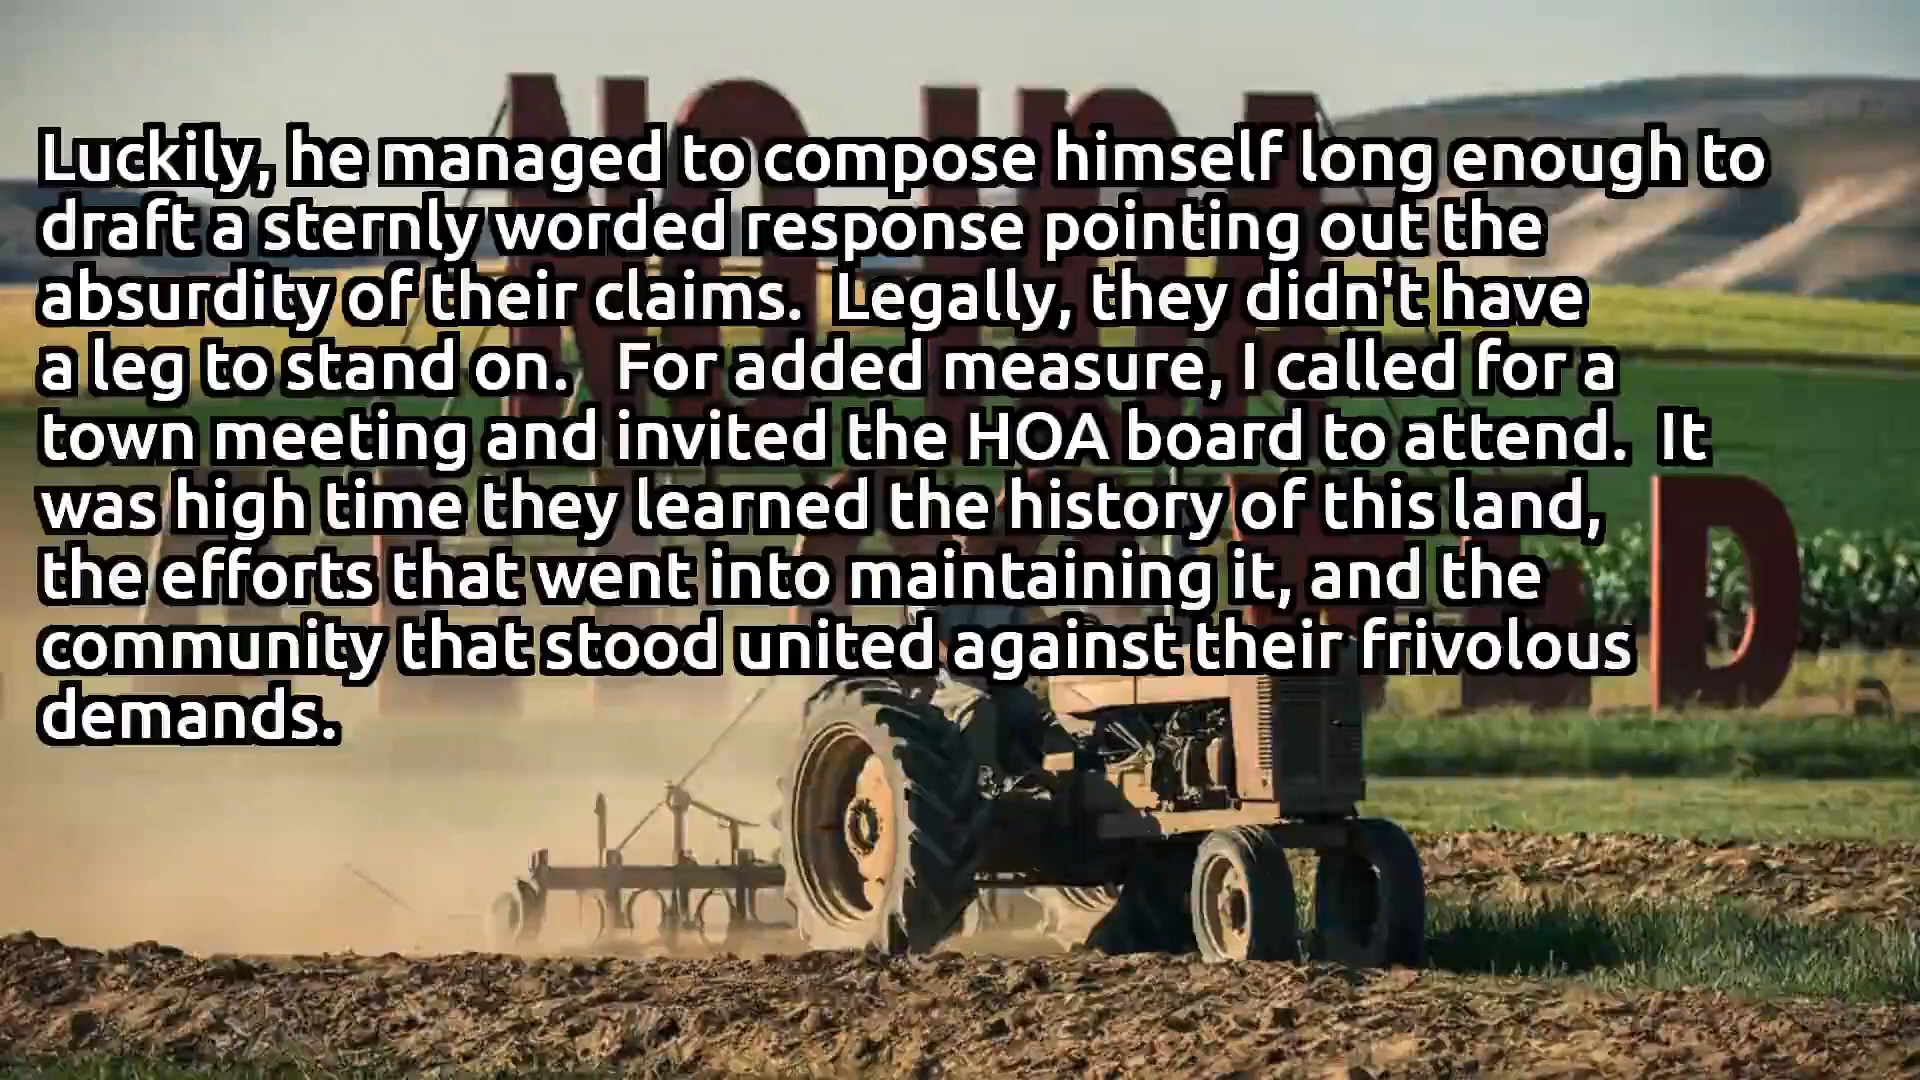 Luckily, he managed to compose himself long enough to
draft a sternly worded response pointing out the
absurdity of their claims.  Legally, they didn't have
a leg to stand on.   For added measure, I called for a
town meeting and invited the HOA board to attend.  It
was high time they learned the history of this land,
the efforts that went into maintaining it, and the
community that stood united against their frivolous
demands.